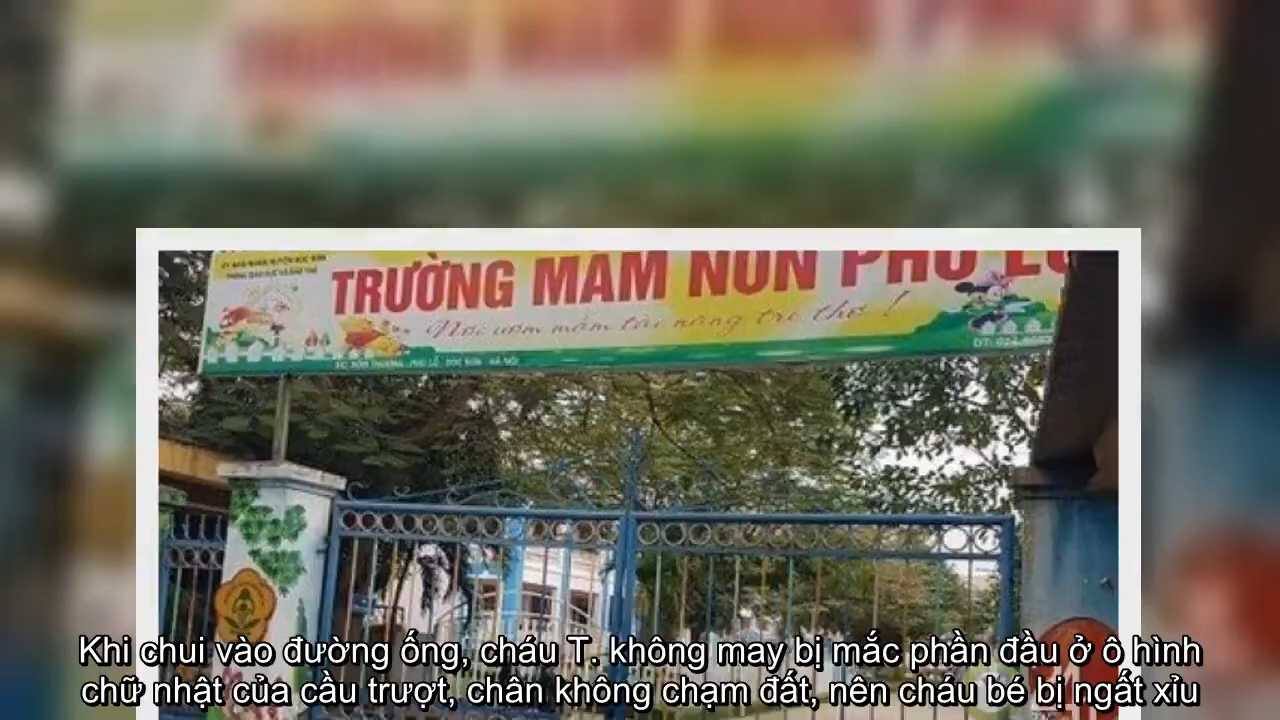 TRƯỜNG MẦM NON PHÚ LỖ
Nơi ươm mầm tài năng trẻ thơ !
Khi chui vào đường ống, cháu T. không may bị mắc phần đầu ở ô hình
chữ nhật của cầu trượt, chân không chạm đất, nên cháu bé bị ngất xỉu